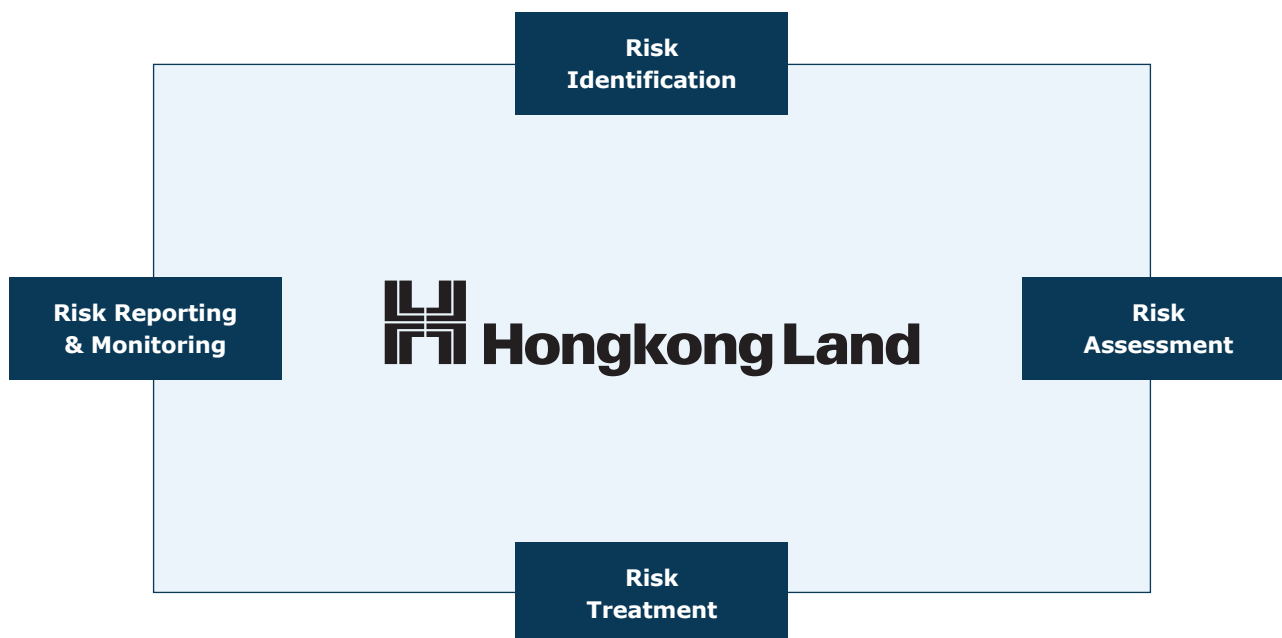 Risk
Identification
Risk Reporting
& Monitoring
Hongkong Land
Risk
Assessment
Risk
Treatment